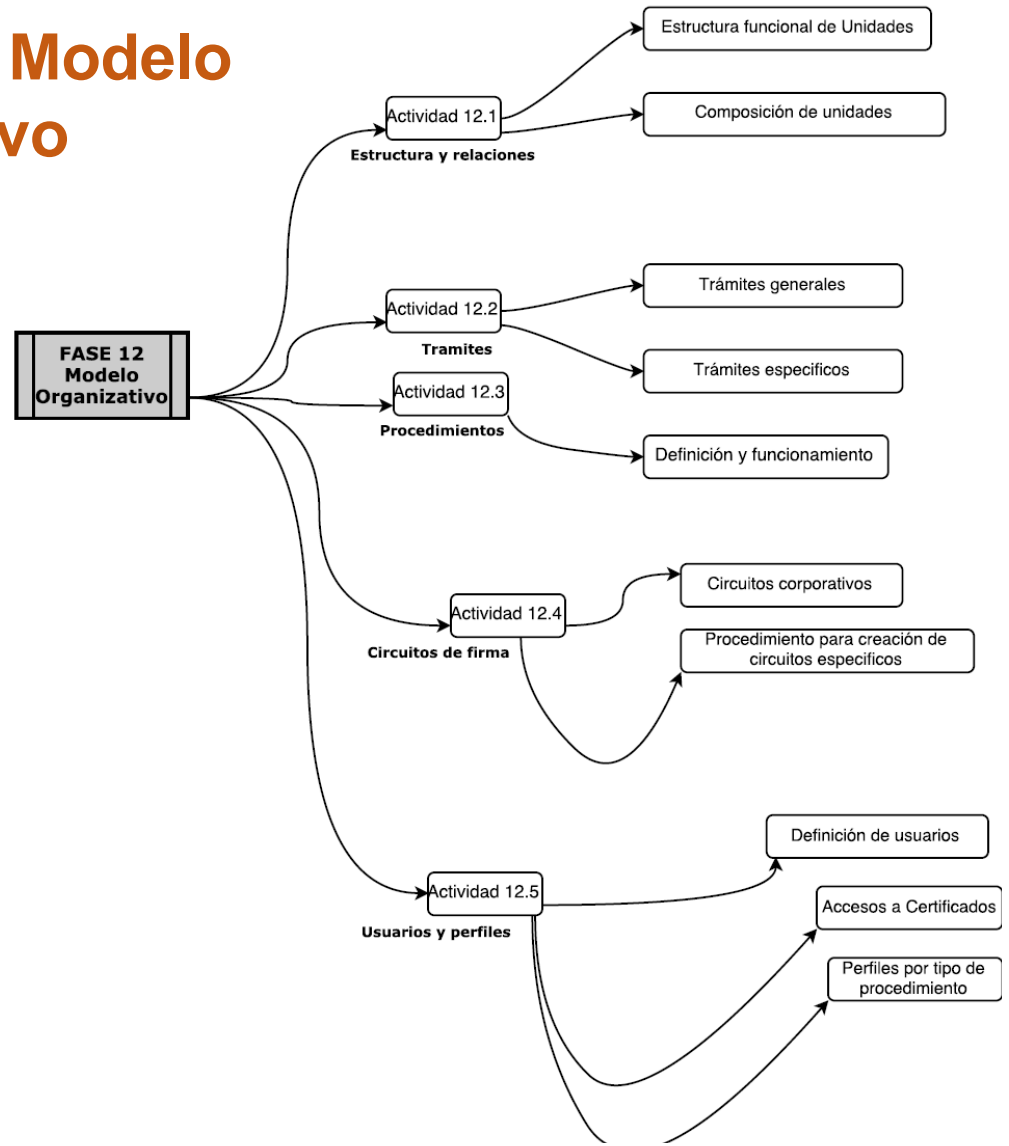 Modelo
vo
FASE 12
Modelo
Organizativo
Actividad 12.1
Estructura y relaciones
Estructura funcional de Unidades
Composición de unidades
Actividad 12.2
Tramites
Trámites generales
Trámites especificos
Actividad 12.3
Procedimientos
Definición y funcionamiento
Actividad 12.4
Circuitos de firma
Circuitos corporativos
Procedimiento para creación de
circuitos especificos
Actividad 12.5
Usuarios y perfiles
Definición de usuarios
Accesos a Certificados
Perfiles por tipo de
procedimiento